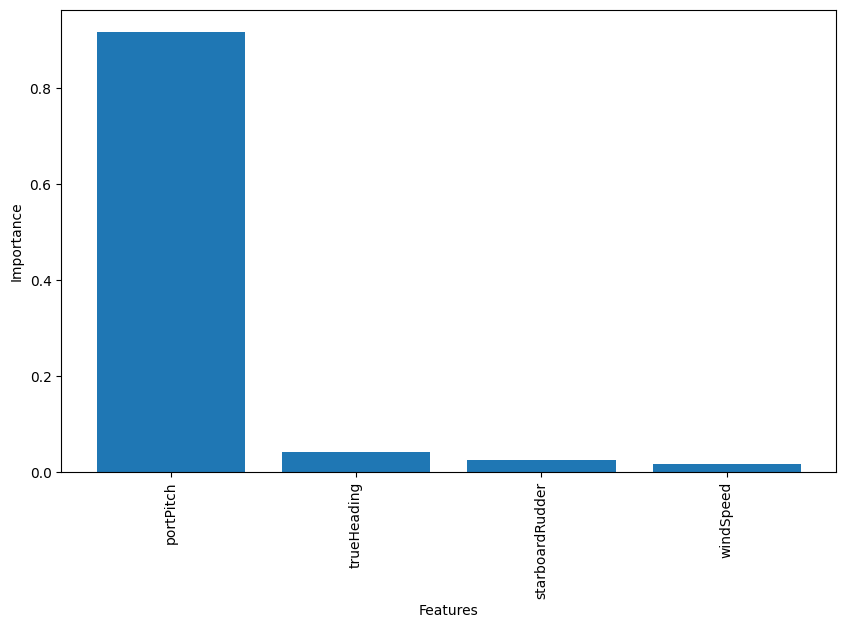 Importance
0.8
0.6
0.4
0.2
0.0
portPitch
trueHeading
starboardRudder
windSpeed
Features